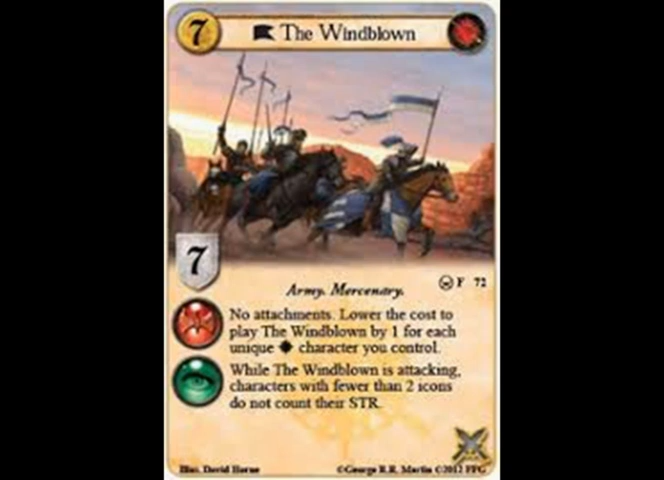 7
The Windblown
7
F 72
Army. Mercenary.
No attachments. Lower the cost to
play The Windblown by 1 for each
unique character you control.
While The Windblown is attacking,
characters with fewer than 2 icons
do not count their STR.
Illus. David Horne
©George R.R. Martin ©2012 FFG